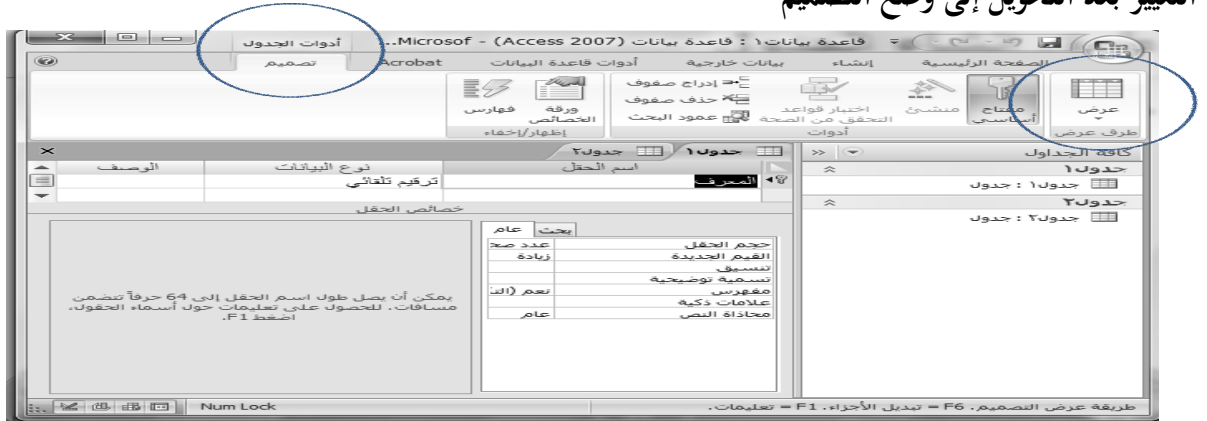 التغيير بعد التحويل إلى وضع التصميم
قاعدة بيانات١ : قاعدة بيانات (Access 2007) - Microsof...
أدوات الجدول
الصفحة الرئيسية إنشاء بيانات خارجية أدوات قاعدة البيانات Acrobat تصميم
عرض
طرق عرض
مفتاح أساسي
منشئ
اختبار قواعد التحقق من الصحة
إدراج صفوف
حذف صفوف
عمود البحث
أدوات
ورقة الخصائص
فهارس
إظهار/إخفاء
كافة الجداول
جدول١
جدول١ : جدول
جدول٢
جدول٢ : جدول
جدول١ جدول٢
اسم الحقل نوع البيانات الوصف
المعرف ترقيم تلقائي
خصائص الحقل
عام بحث
حجم الحقل عدد صح
القيم الجديدة زيادة
تنسيق
تسمية توضيحية
مفهرس نعم (الت
علامات ذكية
محاذاة النص عام
يمكن أن يصل طول اسم الحقل إلى 64 حرفاً تتضمن
مسافات. للحصول على تعليمات حول أسماء الحقول،
اضغط F1.
طريقة عرض التصميم. F6 = تبديل الأجزاء. F1 = تعليمات. Num Lock